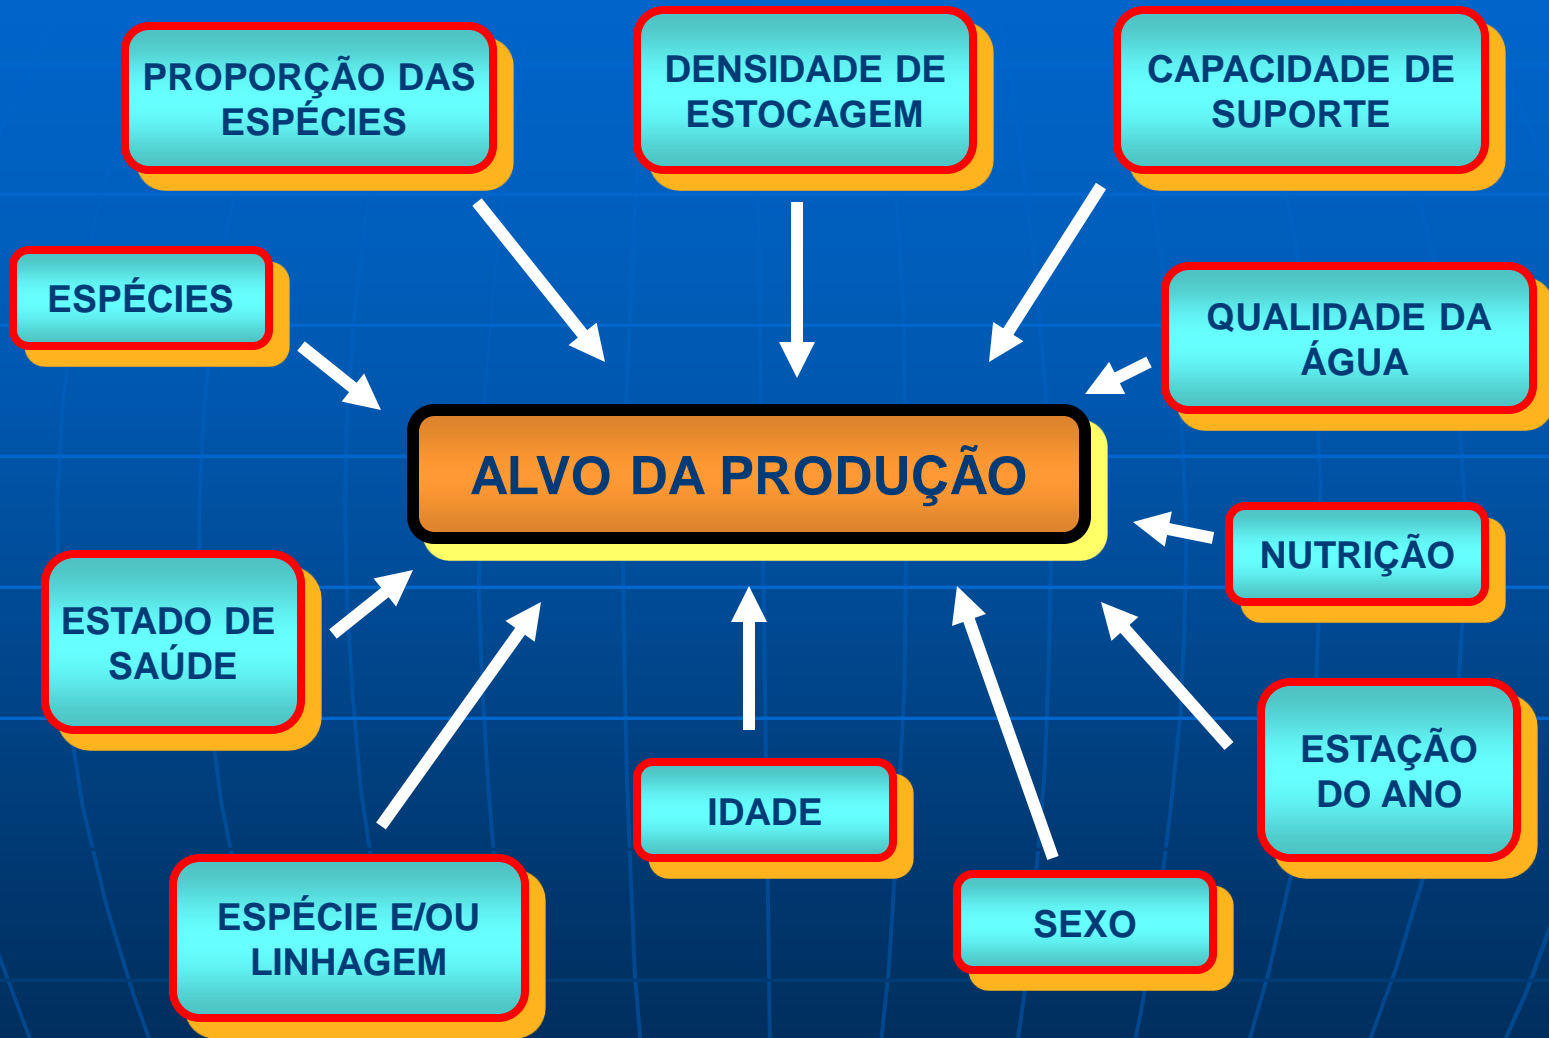 PROPORÇÃO DAS
ESPÉCIES
DENSIDADE DE
ESTOCAGEM
CAPACIDADE DE
SUPORTE
ESPÉCIES
QUALIDADE DA
ÁGUA
ALVO DA PRODUÇÃO
NUTRIÇÃO
ESTADO DE
SAÚDE
ESTAÇÃO
DO ANO
IDADE
ESPÉCIE E/OU
LINHAGEM
SEXO